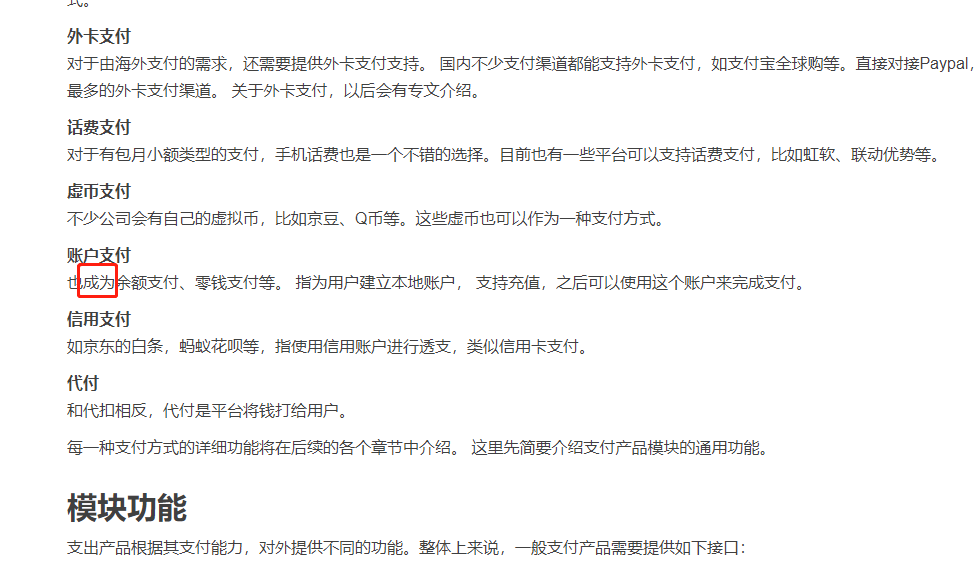 式。
外卡支付
对于由海外支付的需求，还需要提供外卡支付支持。 国内不少支付渠道都能支持外卡支付，如支付宝全球购等。直接对接Paypal，
最多的外卡支付渠道。 关于外卡支付，以后会有专文介绍。
话费支付
对于有包月小额类型的支付，手机话费也是一个不错的选择。目前也有一些平台可以支持话费支付，比如虹软、联动优势等。
虚币支付
不少公司会有自己的虚拟币，比如京豆、Q币等。这些虚币也可以作为一种支付方式。
账户支付
也成为余额支付、零钱支付等。 指为用户建立本地账户， 支持充值，之后可以使用这个账户来完成支付。
信用支付
如京东的白条，蚂蚁花呗等，指使用信用账户进行透支，类似信用卡支付。
代付
和代扣相反，代付是平台将钱打给用户。
每一种支付方式的详细功能将在后续的各个章节中介绍。 这里先简要介绍支付产品模块的通用功能。
模块功能
支出产品根据其支付能力，对外提供不同的功能。整体上来说，一般支付产品需要提供如下接口：